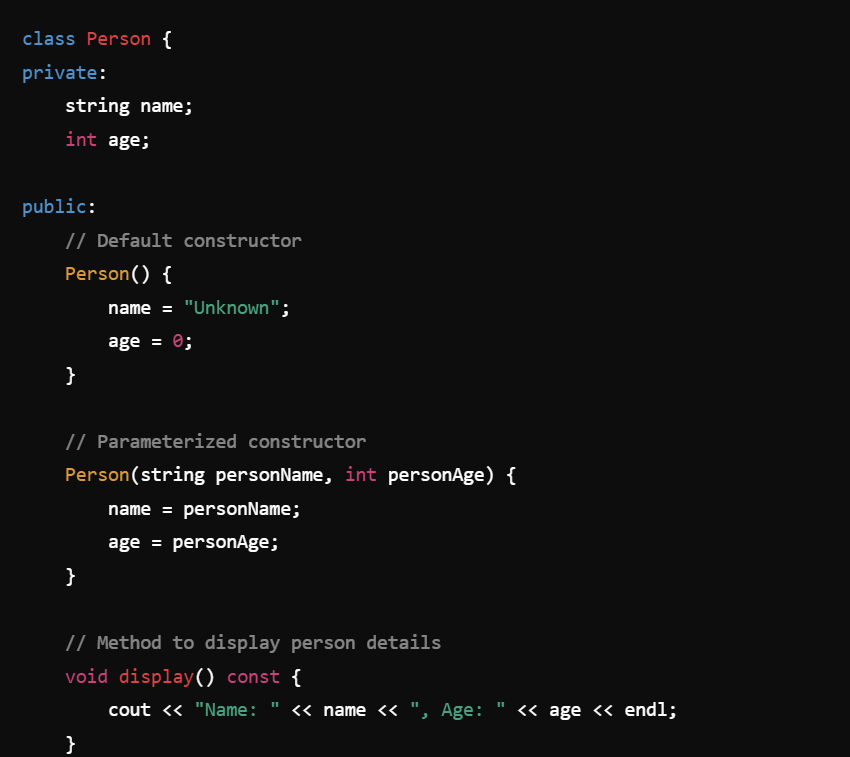 class Person {
private:
    string name;
    int age;

public:
    // Default constructor
    Person() {
        name = "Unknown";
        age = 0;
    }

    // Parameterized constructor
    Person(string personName, int personAge) {
        name = personName;
        age = personAge;
    }

    // Method to display person details
    void display() const {
        cout << "Name: " << name << ", Age: " << age << endl;
    }